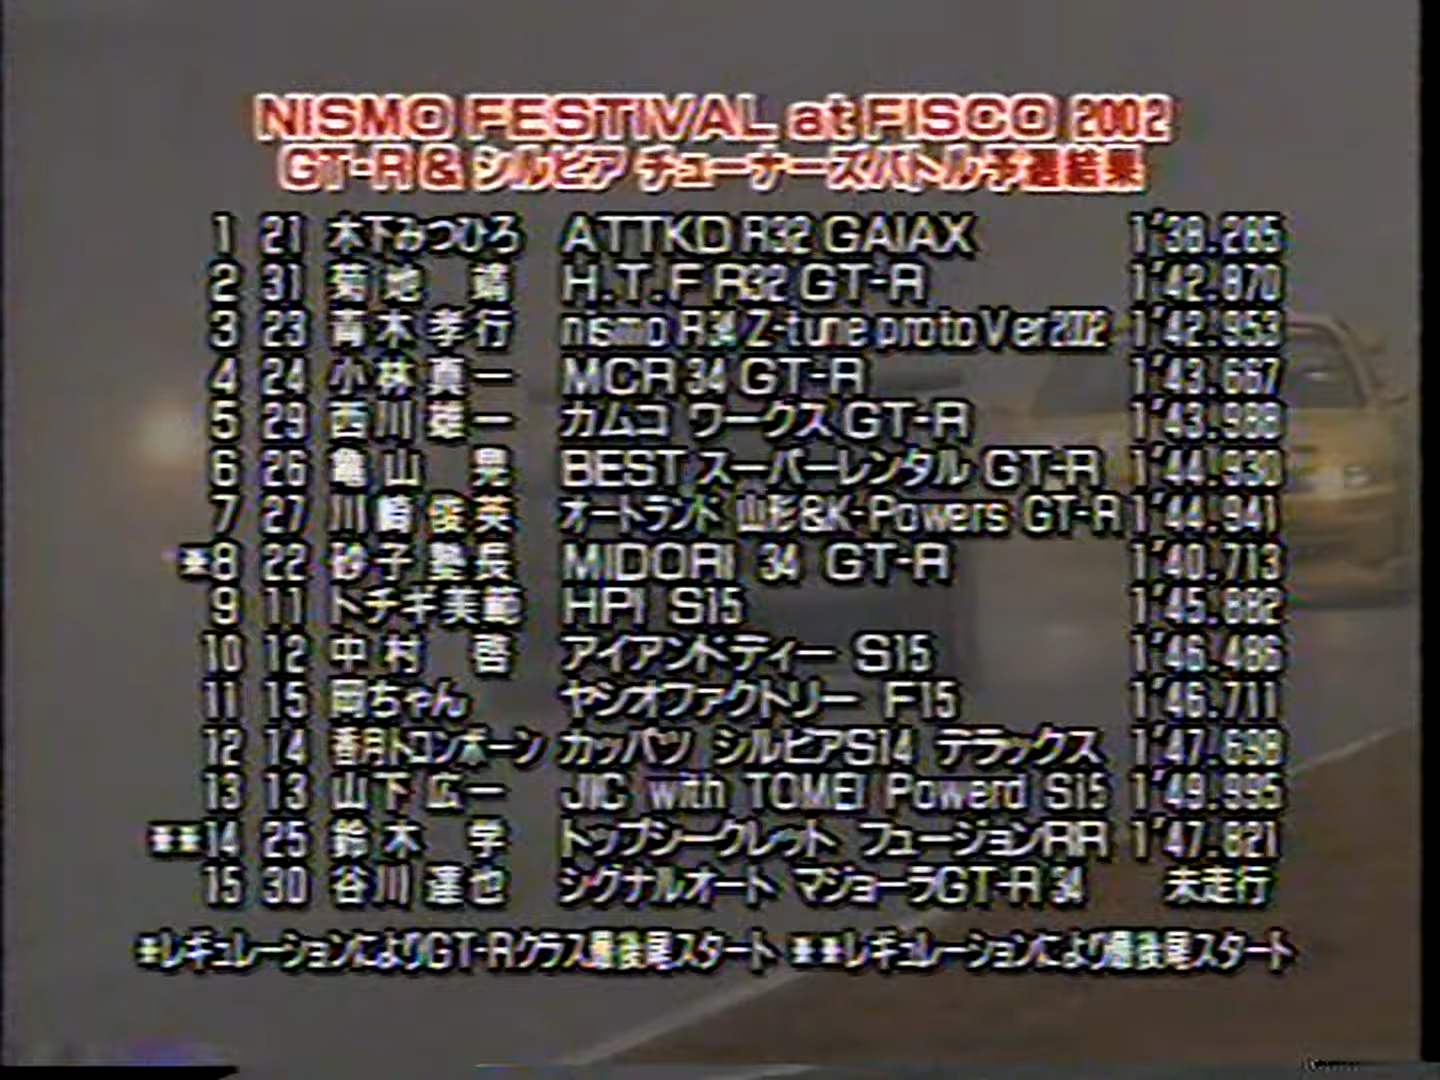 NISMO FESTIVAL at FISCO 2002
GT-R & シルビア チューナーズバトル予選結果
1 21 木下みつひろ ATTKD R32 GAIAX 1'38.285
2 31 菊地 靖 H.T.F R32 GT-R 1'42.870
3 23 青木孝行 nismo R34 Z-tune proto Ver2002 1'42.953
4 24 小林真一 MCR 34 GT-R 1'43.667
5 29 西川雄一 カムコ ワークス GT-R 1'43.988
6 26 亀山 晃 BEST スーパーレンタル GT-R 1'44.930
7 27 川崎俊英 オートランド 山形&K-Powers GT-R 1'44.941
*8 22 砂子塾長 MIDORI 34 GT-R 1'40.713
9 11 トチギ実範 HPI S15 1'45.882
10 12 中村 啓 アイアンドティー S15 1'46.486
11 15 岡ちゃん ヤシオファクトリー F15 1'46.711
12 14 香月トロンボーン カッパツ シルビアS14 デラックス 1'47.698
13 13 山下広一 JIC with TOMEI Powerd S15 1'49.995
**14 25 鈴木 学 トップシークレット フュージョンRR 1'47.821
15 30 谷川達也 シグナルオート マジョーラGT-R 34 未走行
*レギュレーションによりGT-Rクラス最後尾スタート **レギュレーションにより最後尾スタート